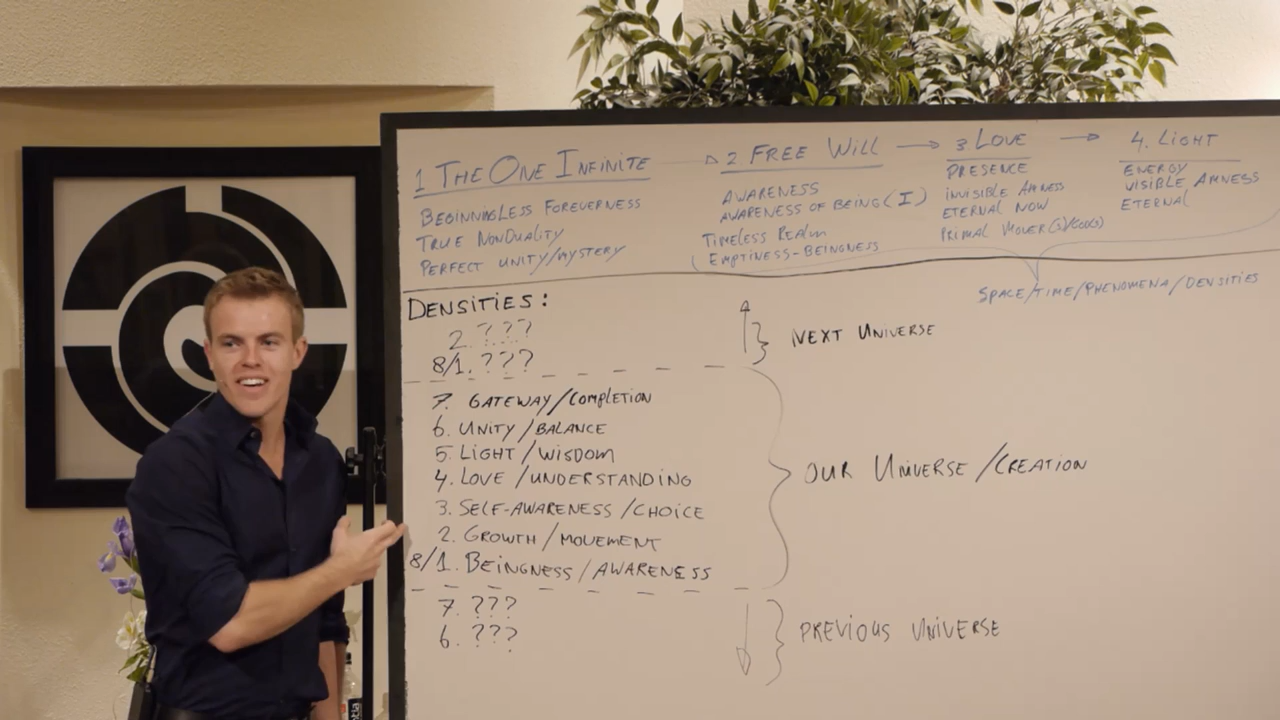 1 THE ONE INFINITE → 2 FREE WILL → 3. LOVE → 4. LIGHT
BEGINNINGLESS FOREVERNESS
TRUE NONDUALITY
PERFECT UNITY/MYSTERY
AWARENESS
AWARENESS OF BEING (I)
TIMELESS REALM
EMPTINESS-BEINGNESS
PRESENCE
INVISIBLE AMNESS
ETERNAL NOW
PRIMAL MOVER(S)/GOD(S)
ENERGY
VISIBLE AMNESS
ETERNAL
SPACE/TIME/PHENOMENA/DENSITIES
DENSITIES:
2. ???
8/1. ???
NEXT UNIVERSE
7. GATEWAY/COMPLETION
6. UNITY/BALANCE
5. LIGHT/WISDOM
4. LOVE/UNDERSTANDING
3. SELF-AWARENESS/CHOICE
2. GROWTH/MOVEMENT
8/1. BEINGNESS/AWARENESS
OUR UNIVERSE/CREATION
7. ???
6. ???
PREVIOUS UNIVERSE